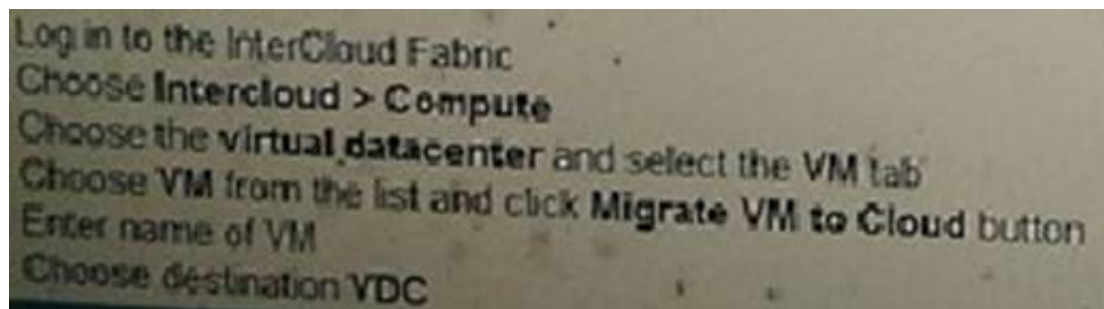 Log in to the InterCloud Fabric
Choose Intercloud > Compute
Choose the virtual datacenter and select the VM tab
Choose VM from the list and click Migrate VM to Cloud button
Enter name of VM
Choose destination VDC